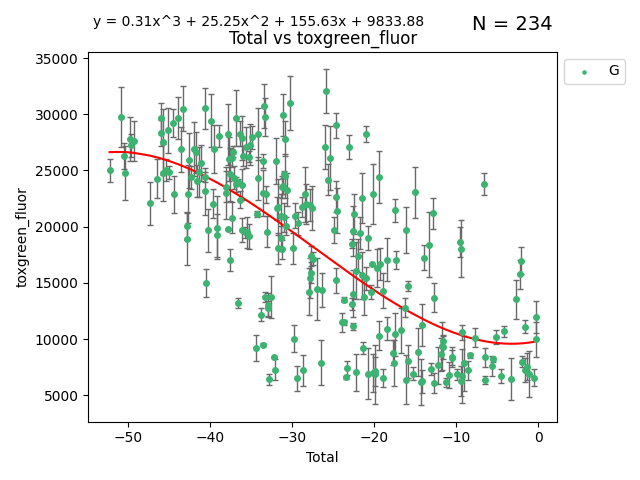 y = 0.31x^3 + 25.25x^2 + 155.63x + 9833.88
N = 234
Total vs toxgreen_fluor
35000
30000
25000
20000
15000
10000
5000
toxgreen_fluor
G
−50
−40
−30
−20
−10
0
Total